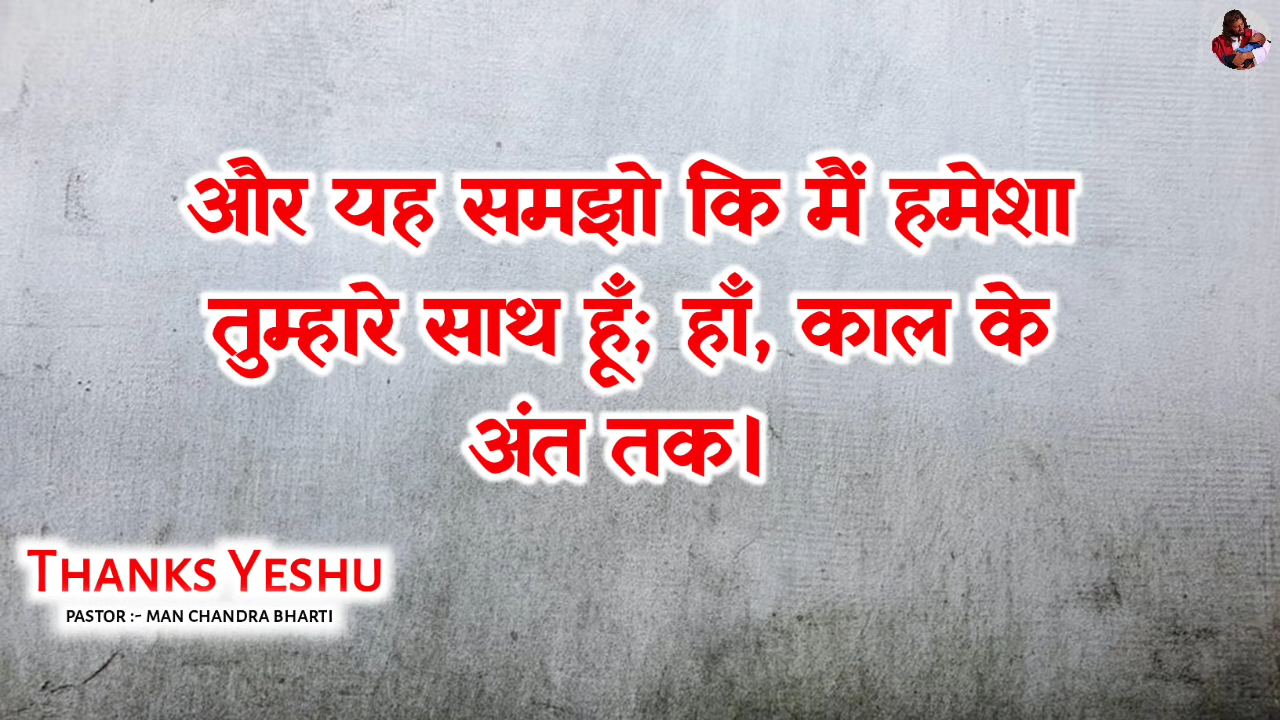 और यह समझो कि मैं हमेशा
तुम्हारे साथ हूँ; हाँ, काल के
अंत तक।
THANKS YESHU
PASTOR :- MAN CHANDRA BHARTI